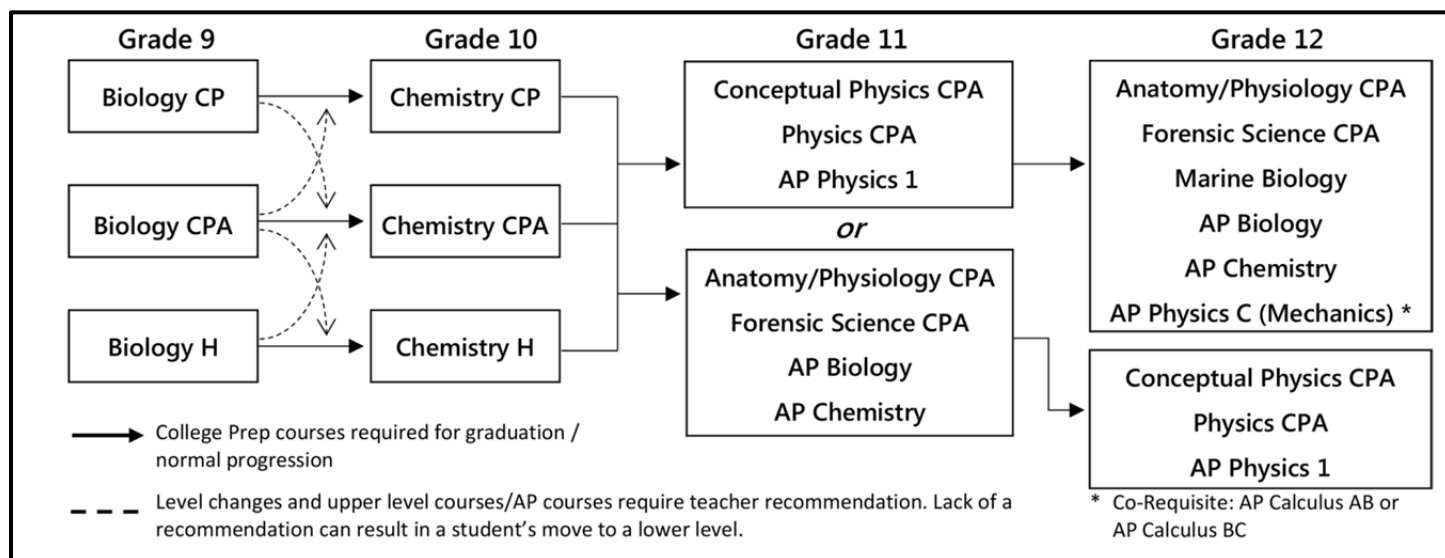 Grade 9
Grade 10
Grade 11
Grade 12
Biology CP
Biology CPA
Biology H
Chemistry CP
Chemistry CPA
Chemistry H
Conceptual Physics CPA
Physics CPA
AP Physics 1
or
Anatomy/Physiology CPA
Forensic Science CPA
AP Biology
AP Chemistry
Anatomy/Physiology CPA
Forensic Science CPA
Marine Biology
AP Biology
AP Chemistry
AP Physics C (Mechanics) *
Conceptual Physics CPA
Physics CPA
AP Physics 1
College Prep courses required for graduation /
normal progression
Level changes and upper level courses/AP courses require teacher recommendation. Lack of a
recommendation can result in a student's move to a lower level.
* Co-Requisite: AP Calculus AB or
AP Calculus BC